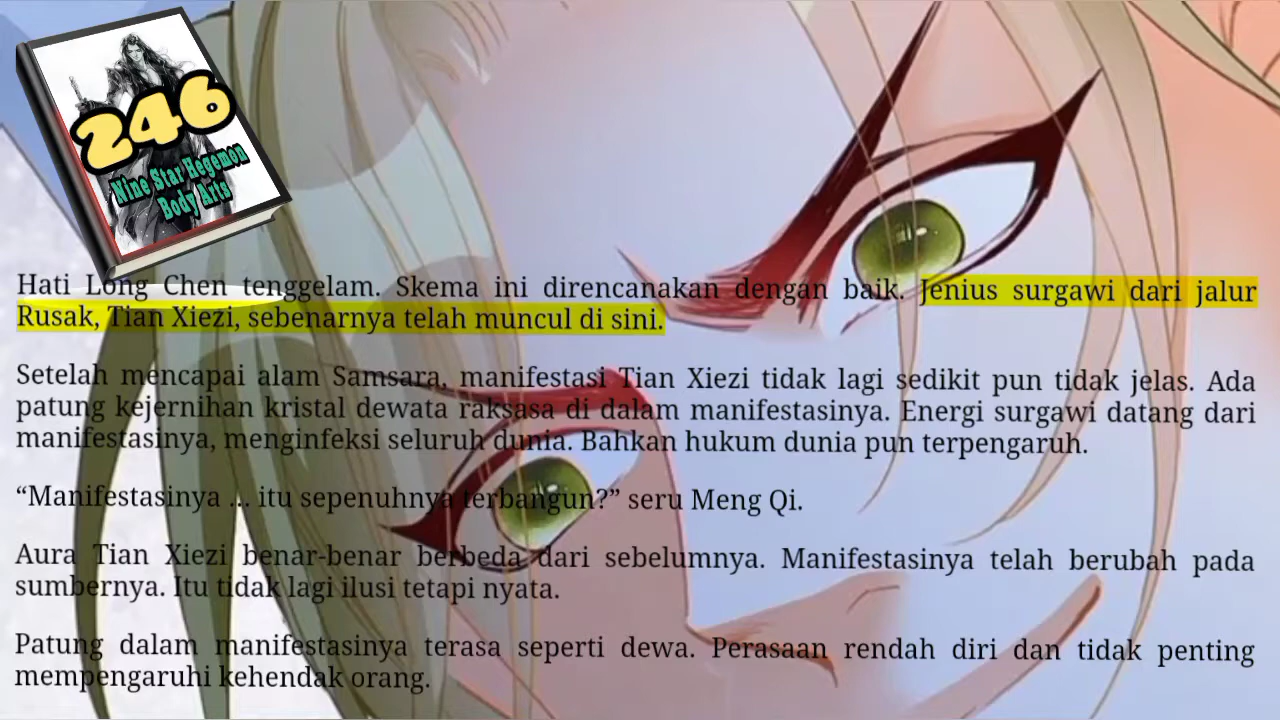 246
Nine Star Hegemon
Body Arts
Hati Long Chen tenggelam. Skema ini direncanakan dengan baik. Jenius surgawi dari jalur
Rusak, Tian Xiezi, sebenarnya telah muncul di sini.
Setelah mencapai alam Samsara, manifestasi Tian Xiezi tidak lagi sedikit pun tidak jelas. Ada
patung kejernihan kristal dewata raksasa di dalam manifestasinya. Energi surgawi datang dari
manifestasinya, menginfeksi seluruh dunia. Bahkan hukum dunia pun terpengaruh.
“Manifestasinya ... itu sepenuhnya terbangun?” seru Meng Qi.
Aura Tian Xiezi benar-benar berbeda dari sebelumnya. Manifestasinya telah berubah pada
sumbernya. Itu tidak lagi ilusi tetapi nyata.
Patung dalam manifestasinya terasa seperti dewa. Perasaan rendah diri dan tidak penting
mempengaruhi kehendak orang.